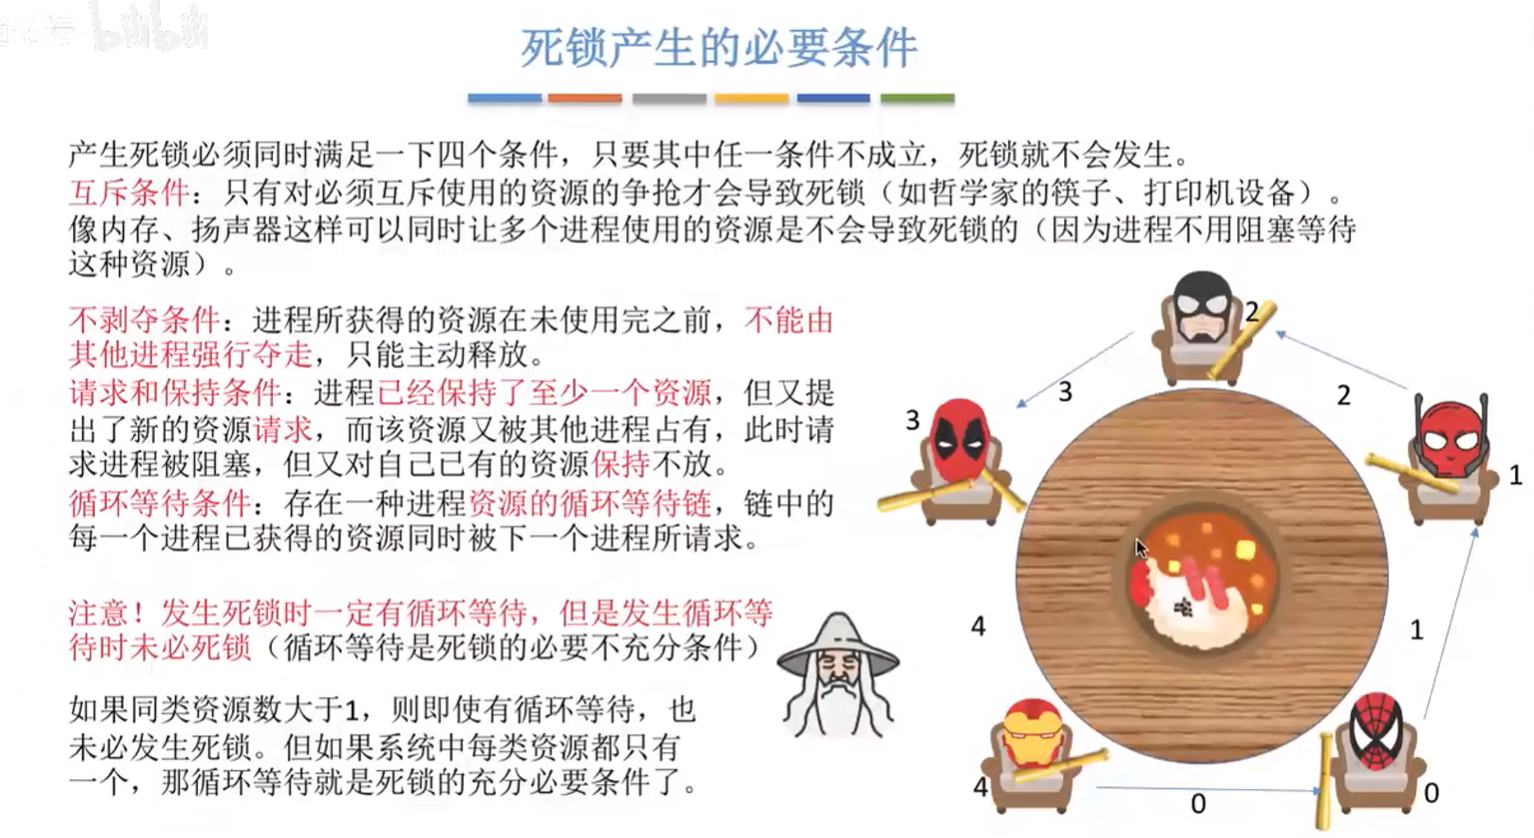 bilibili
死锁产生的必要条件
产生死锁必须同时满足一下四个条件，只要其中任一条件不成立，死锁就不会发生。
互斥条件：只有对必须互斥使用的资源的争抢才会导致死锁（如哲学家的筷子、打印机设备）。
像内存、扬声器这样可以同时让多个进程使用的资源是不会导致死锁的（因为进程不用阻塞等待
这种资源）。
不剥夺条件：进程所获得的资源在未使用完之前，不能由
其他进程强行夺走，只能主动释放。
请求和保持条件：进程已经保持了至少一个资源，但又提
出了新的资源请求，而该资源又被其他进程占有，此时请
求进程被阻塞，但又对自己已有的资源保持不放。
循环等待条件：存在一种进程资源的循环等待链，链中的
每一个进程已获得的资源同时被下一个进程所请求。
注意！发生死锁时一定有循环等待，但是发生循环等
待时未必死锁（循环等待是死锁的必要不充分条件）
如果同类资源数大于1，则即使有循环等待，也
未必发生死锁。但如果系统中每类资源都只有
一个，那循环等待就是死锁的充分必要条件了。
2
3
2
3
1
4
1
4
0
0